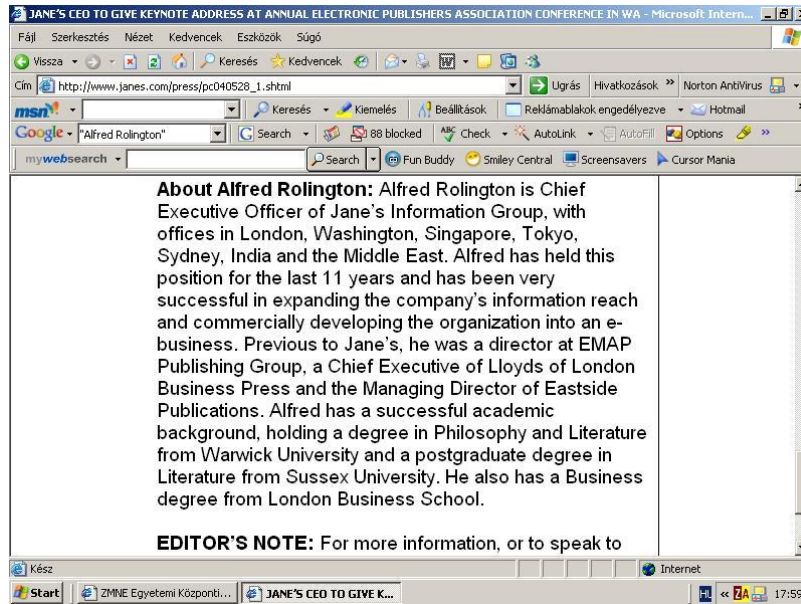 JANE'S CEO TO GIVE KEYNOTE ADDRESS AT ANNUAL ELECTRONIC PUBLISHERS ASSOCIATION CONFERENCE IN WA - Microsoft Intern...
Fájl Szerkesztés Nézet Kedvencek Eszközök Súgó
Vissza Keresés Kedvencek
Cím http://www.janes.com/press/pc040528_1.shtml Ugrás Hivatkozások » Norton AntiVirus
msn Keresés Kiemelés Beállítások Reklámablakok engedélyezve Hotmail
Google "Alfred Rolington" Search 88 blocked Check AutoLink AutoFill Options »
mywebsearch Search Fun Buddy Smiley Central Screensavers Cursor Mania
About Alfred Rolington: Alfred Rolington is Chief
Executive Officer of Jane's Information Group, with
offices in London, Washington, Singapore, Tokyo,
Sydney, India and the Middle East. Alfred has held this
position for the last 11 years and has been very
successful in expanding the company's information reach
and commercially developing the organization into an e-
business. Previous to Jane's, he was a director at EMAP
Publishing Group, a Chief Executive of Lloyds of London
Business Press and the Managing Director of Eastside
Publications. Alfred has a successful academic
background, holding a degree in Philosophy and Literature
from Warwick University and a postgraduate degree in
Literature from Sussex University. He also has a Business
degree from London Business School.
EDITOR'S NOTE: For more information, or to speak to
Kész Internet
Start ZMNE Egyetemi Központi... JANE'S CEO TO GIVE K... HU « 17:59